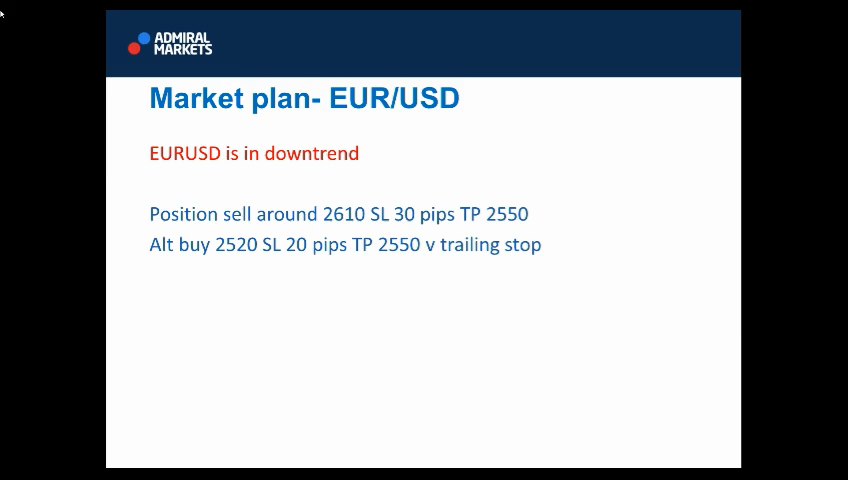 ADMIRAL
MARKETS
Market plan- EUR/USD
EURUSD is in downtrend
Position sell around 2610 SL 30 pips TP 2550
Alt buy 2520 SL 20 pips TP 2550 v trailing stop